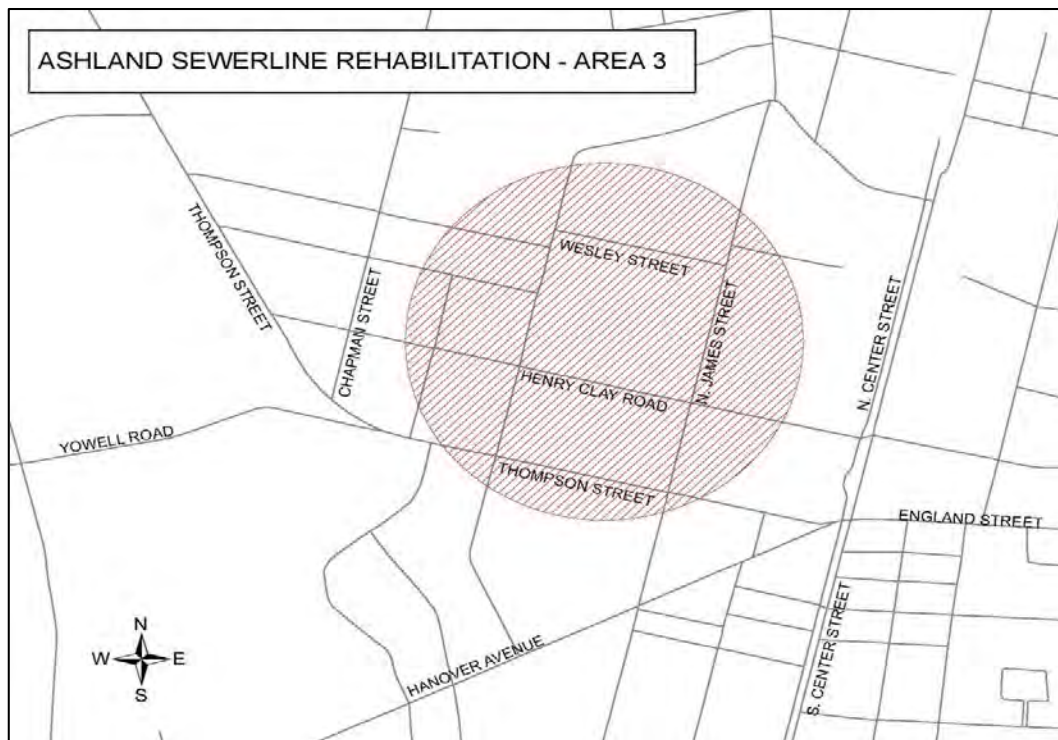 ASHLAND SEWERLINE REHABILITATION - AREA 3
THOMPSON STREET
WESLEY STREET
CHAPMAN STREET
N. JAMES STREET
N. CENTER STREET
HENRY CLAY ROAD
YOWELL ROAD
THOMPSON STREET
ENGLAND STREET
HANOVER AVENUE
S. CENTER STREET
N
W E
S